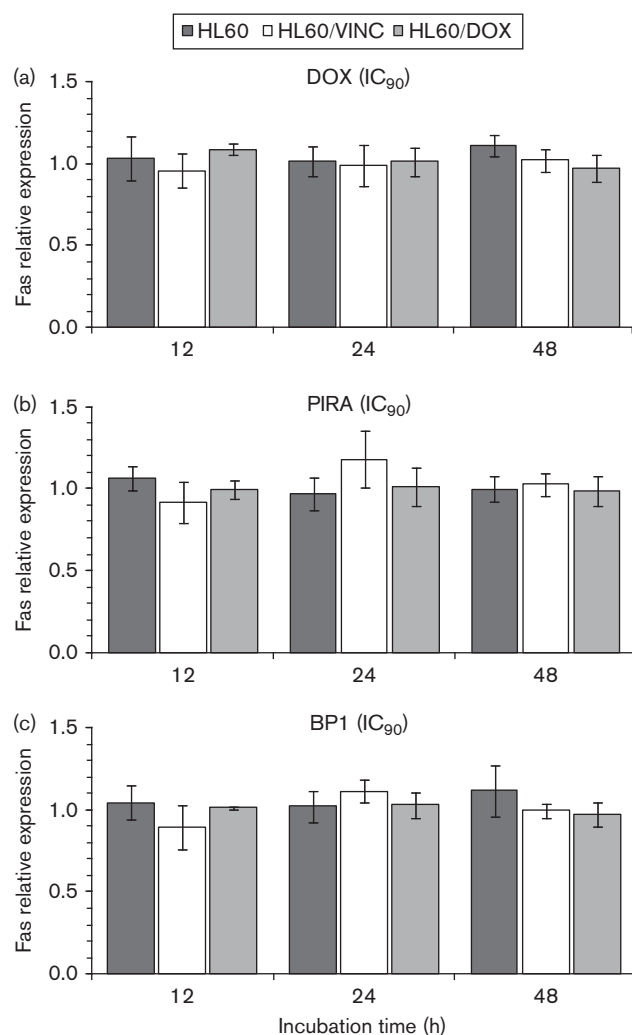 HL60 HL60/VINC HL60/DOX
(a) DOX (IC90)
Fas relative expression
1.5
1.0
0.5
0.0
12 24 48
(b) PIRA (IC90)
Fas relative expression
1.5
1.0
0.5
0.0
12 24 48
(c) BP1 (IC90)
Fas relative expression
1.5
1.0
0.5
0.0
12 24 48
Incubation time (h)